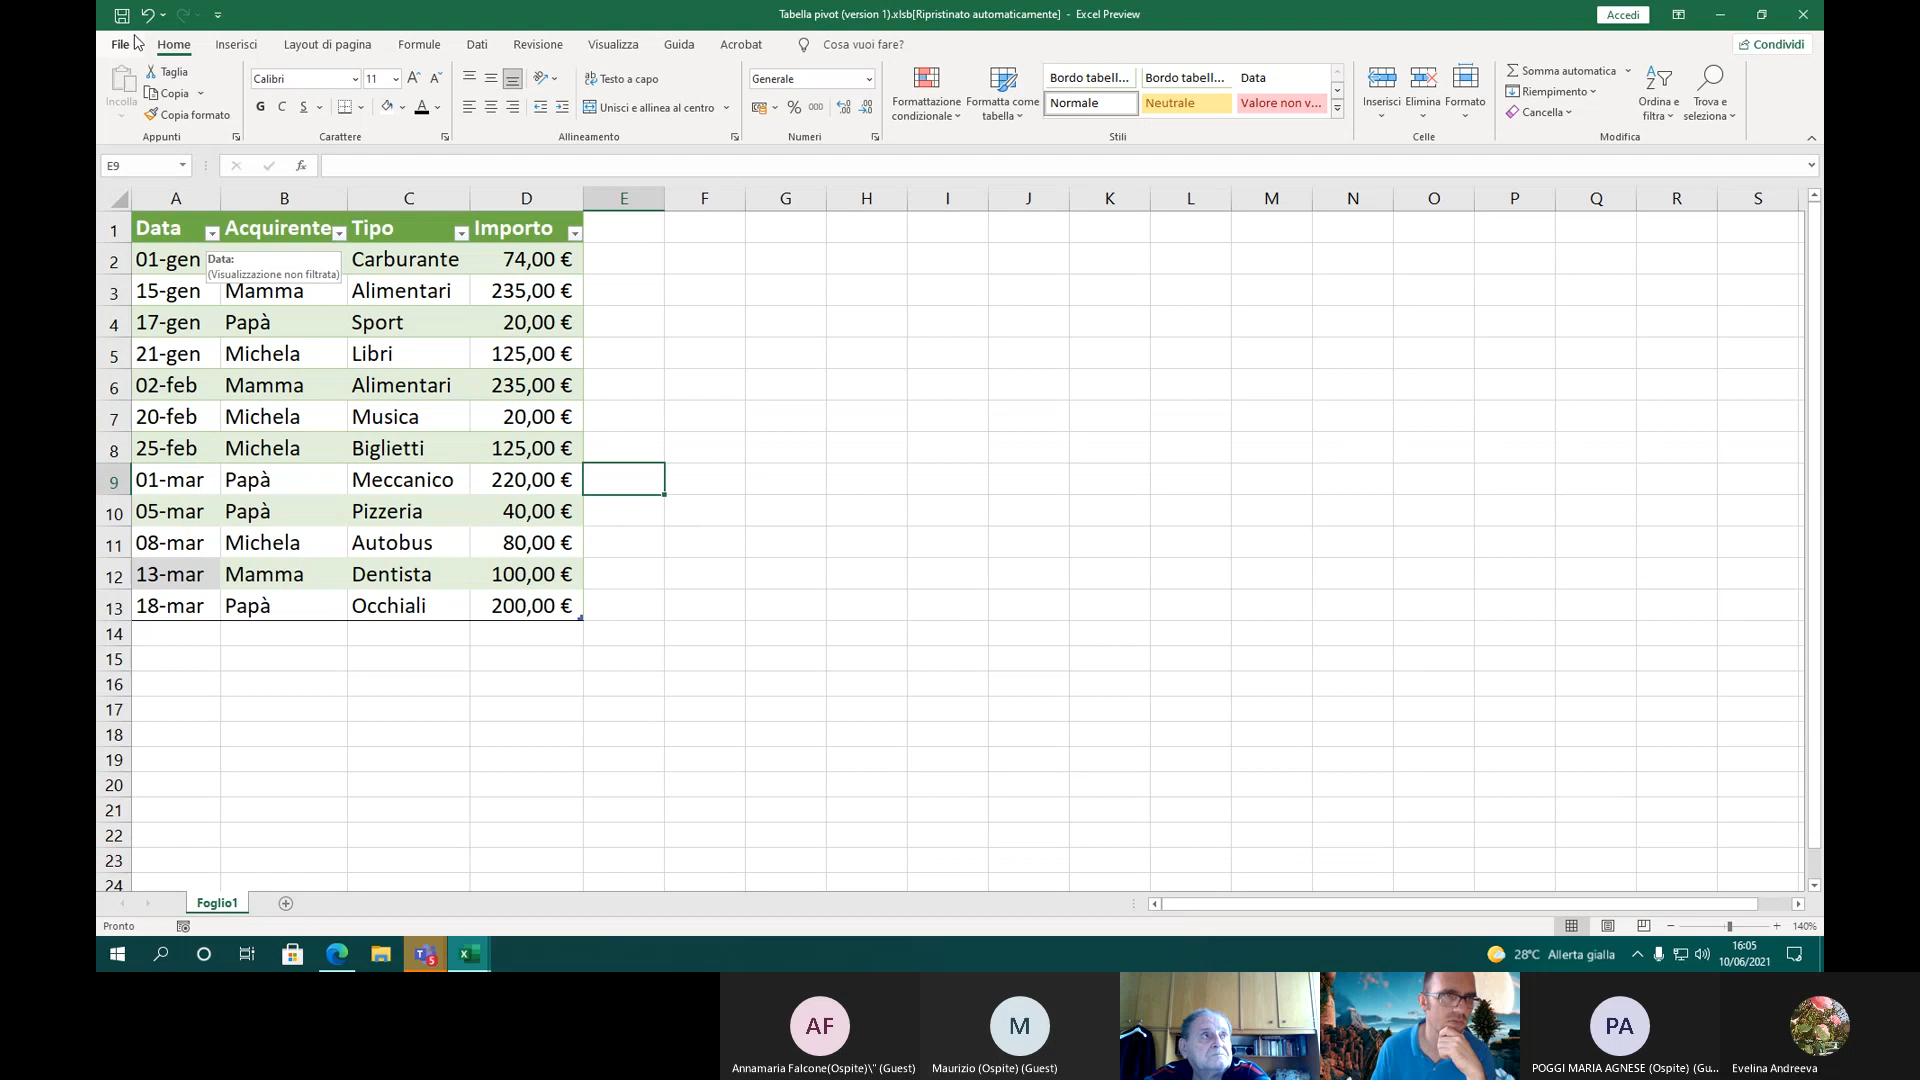 Tabella pivot (version 1).xlsb[Ripristinato automaticamente] - Excel Preview
Accedi
File Home Inserisci Layout di pagina Formule Dati Revisione Visualizza Guida Acrobat Cosa vuoi fare? Condividi
Incolla
Taglia
Copia
Copia formato
Appunti
Calibri 11
G C S
Carattere
Testo a capo
Unisci e allinea al centro
Allineamento
Generale
% 000
Numeri
Formattazione condizionale
Formatta come tabella
Bordo tabell... Bordo tabell... Data
Normale Neutrale Valore non v...
Stili
Inserisci Elimina Formato
Celle
Somma automatica
Riempimento
Cancella
Ordina e filtra
Trova e seleziona
Modifica
E9 fx
A B C D E F G H I J K L M N O P Q R S
1 Data Acquirente Tipo Importo
2 01-gen Carburante 74,00 €
Data:
(Visualizzazione non filtrata)
3 15-gen Mamma Alimentari 235,00 €
4 17-gen Papà Sport 20,00 €
5 21-gen Michela Libri 125,00 €
6 02-feb Mamma Alimentari 235,00 €
7 20-feb Michela Musica 20,00 €
8 25-feb Michela Biglietti 125,00 €
9 01-mar Papà Meccanico 220,00 €
10 05-mar Papà Pizzeria 40,00 €
11 08-mar Michela Autobus 80,00 €
12 13-mar Mamma Dentista 100,00 €
13 18-mar Papà Occhiali 200,00 €
14
15
16
17
18
19
20
21
22
23
24
Foglio1
Pronto 140%
28°C Allerta gialla
16:05
10/06/2021
AF M PA
Annamaria Falcone(Ospite)\" (Guest) Maurizio (Ospite) (Guest) POGGI MARIA AGNESE (Ospite) (Gu... Evelina Andreeva